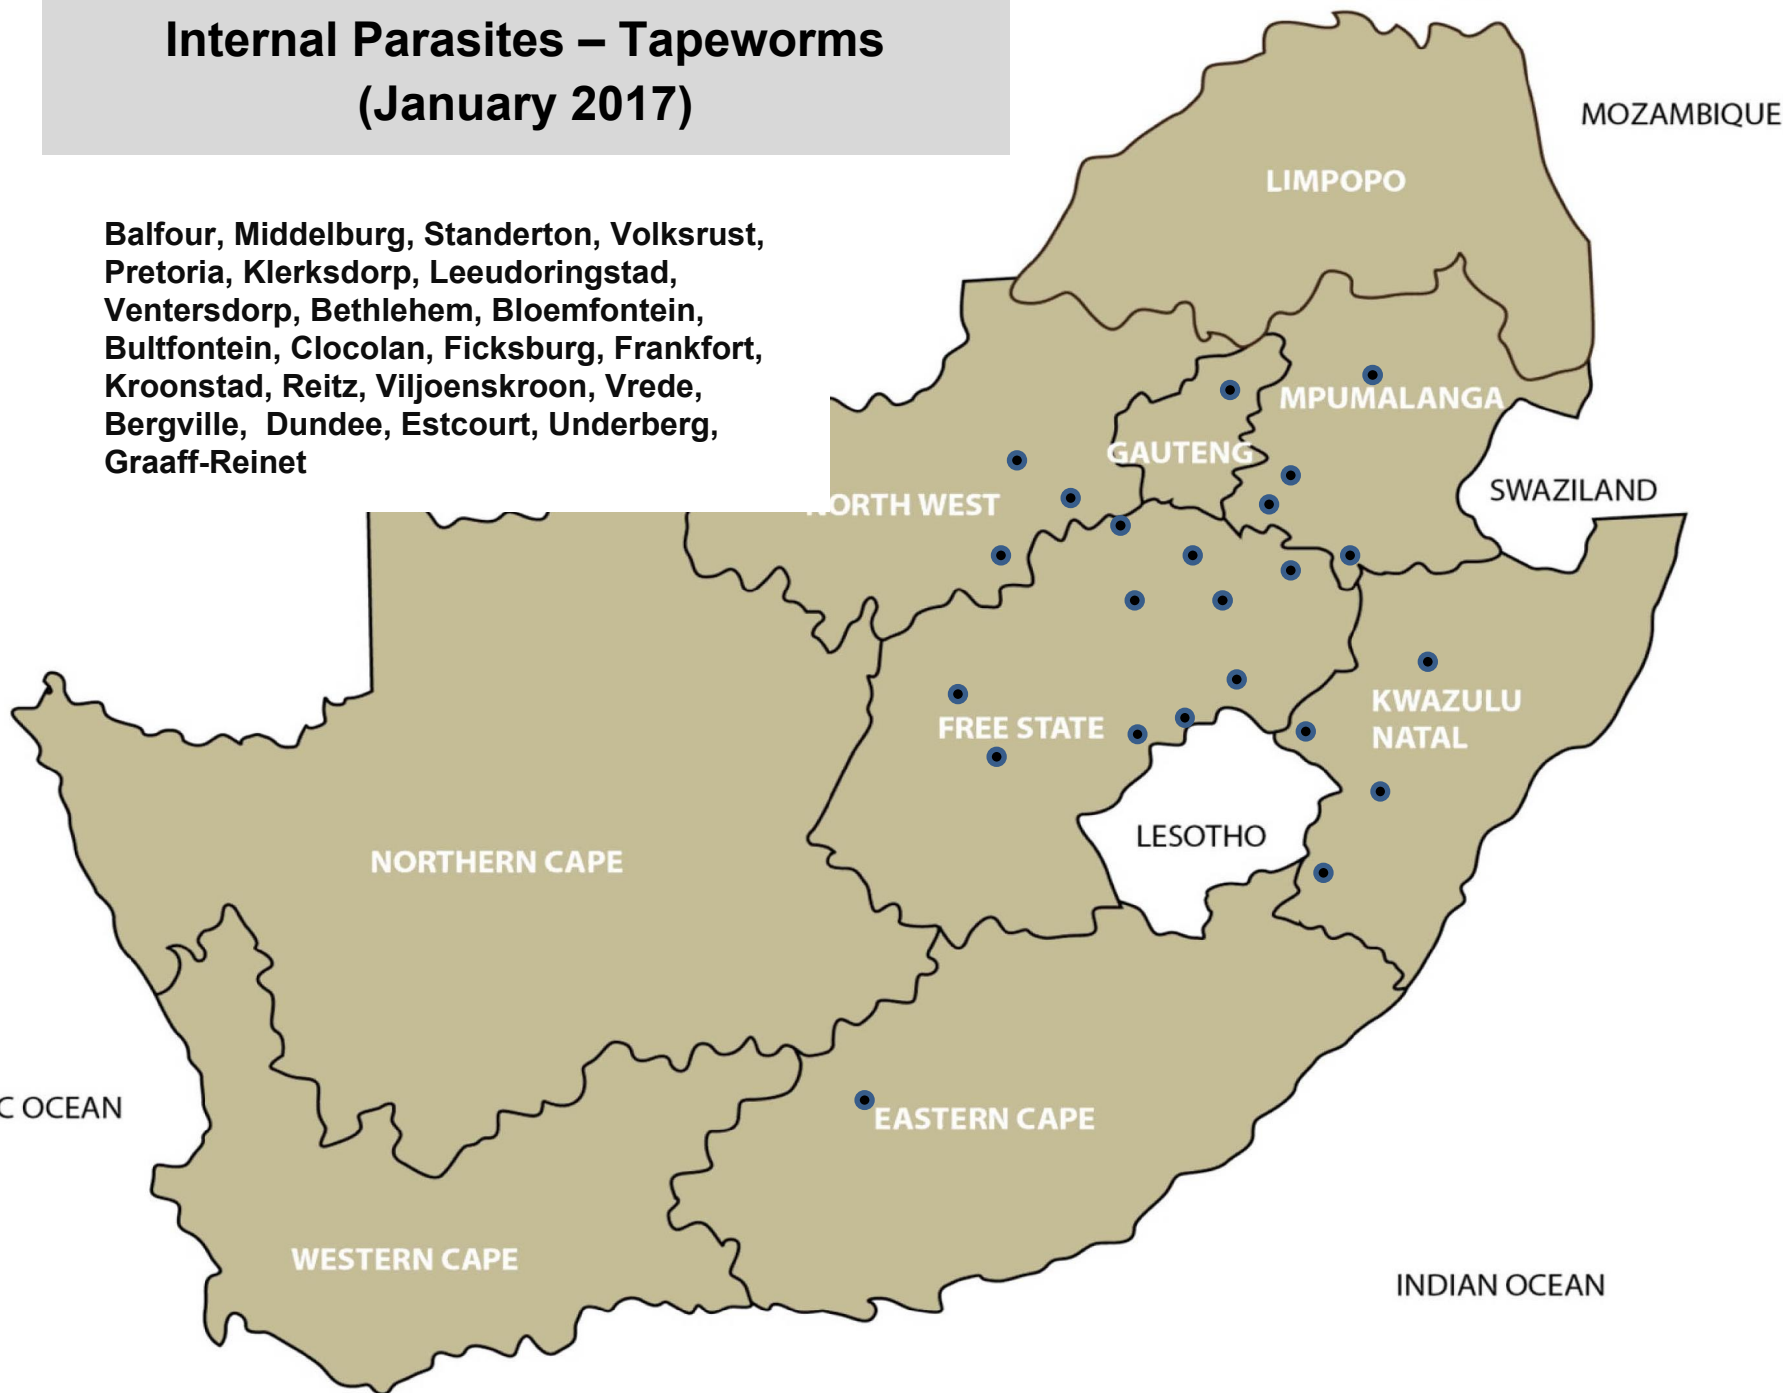 Internal Parasites – Tapeworms
(January 2017)
Balfour, Middelburg, Standerton, Volksrust,
Pretoria, Klerksdorp, Leeudoringstad,
Ventersdorp, Bethlehem, Bloemfontein,
Bultfontein, Clocolan, Ficksburg, Frankfort,
Kroonstad, Reitz, Viljoenskroon, Vrede,
Bergville,  Dundee, Estcourt, Underberg,
Graaff-Reinet
MOZAMBIQUE
LIMPOPO
MPUMALANGA
GAUTENG
SWAZILAND
NORTH WEST
KWAZULU
NATAL
FREE STATE
LESOTHO
NORTHERN CAPE
C OCEAN
EASTERN CAPE
WESTERN CAPE
INDIAN OCEAN